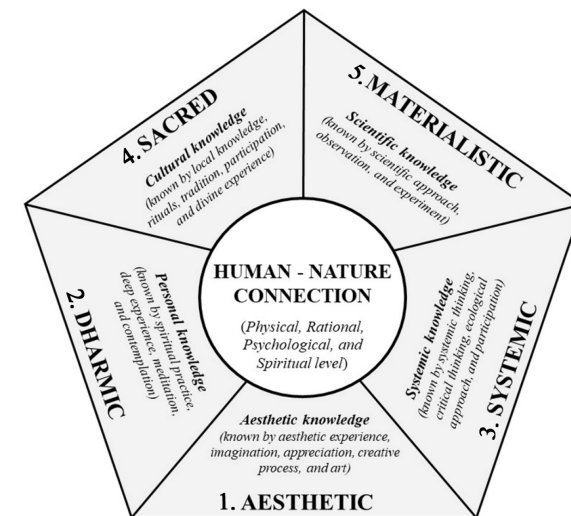 HUMAN - NATURE
CONNECTION
(Physical, Rational,
Psychological, and
Spiritual level)
1. AESTHETIC
Aesthetic knowledge
(known by aesthetic experience,
imagination, appreciation, creative
process, and art)
2. DHARMIC
Personal knowledge
(known by spiritual practice,
deep experience, meditation,
and contemplation)
3. SYSTEMIC
Systemic knowledge
(known by systemic thinking,
critical thinking, ecological
approach, and participation)
4. SACRED
Cultural knowledge
(known by local knowledge,
rituals, tradition, participation,
and divine experience)
5. MATERIALISTIC
Scientific knowledge
(known by scientific approach,
observation, and experiment)